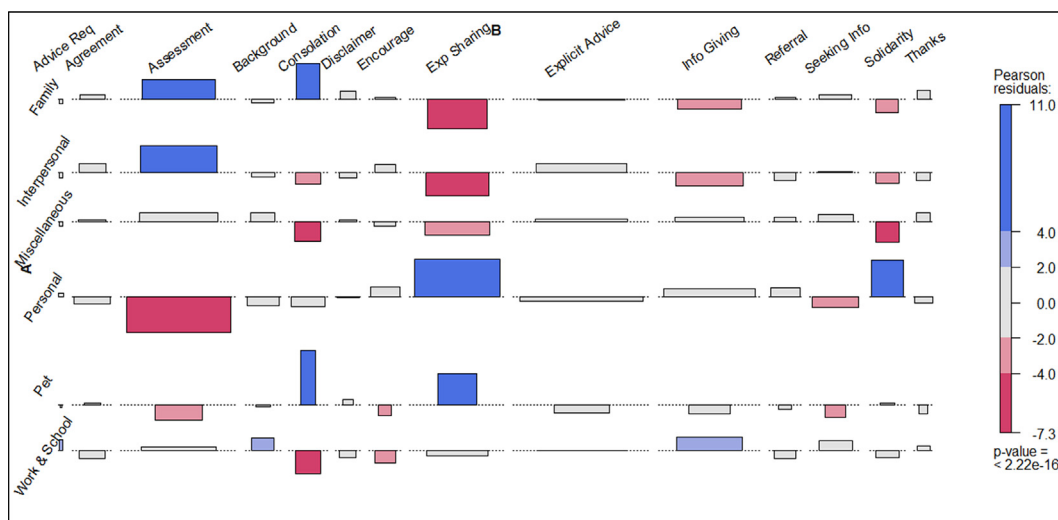 Advice Req
Agreement
Assessment
Background
Consolation
Disclaimer
Encourage
Exp Sharing
B
Explicit Advice
Info Giving
Referral
Seeking Info
Solidarity
Thanks
Family
Interpersonal
Miscellaneous
A
Personal
Pet
Work & School
Pearson
residuals:
11.0
4.0
2.0
0.0
-2.0
-4.0
-7.3
p-value =
< 2.22e-16